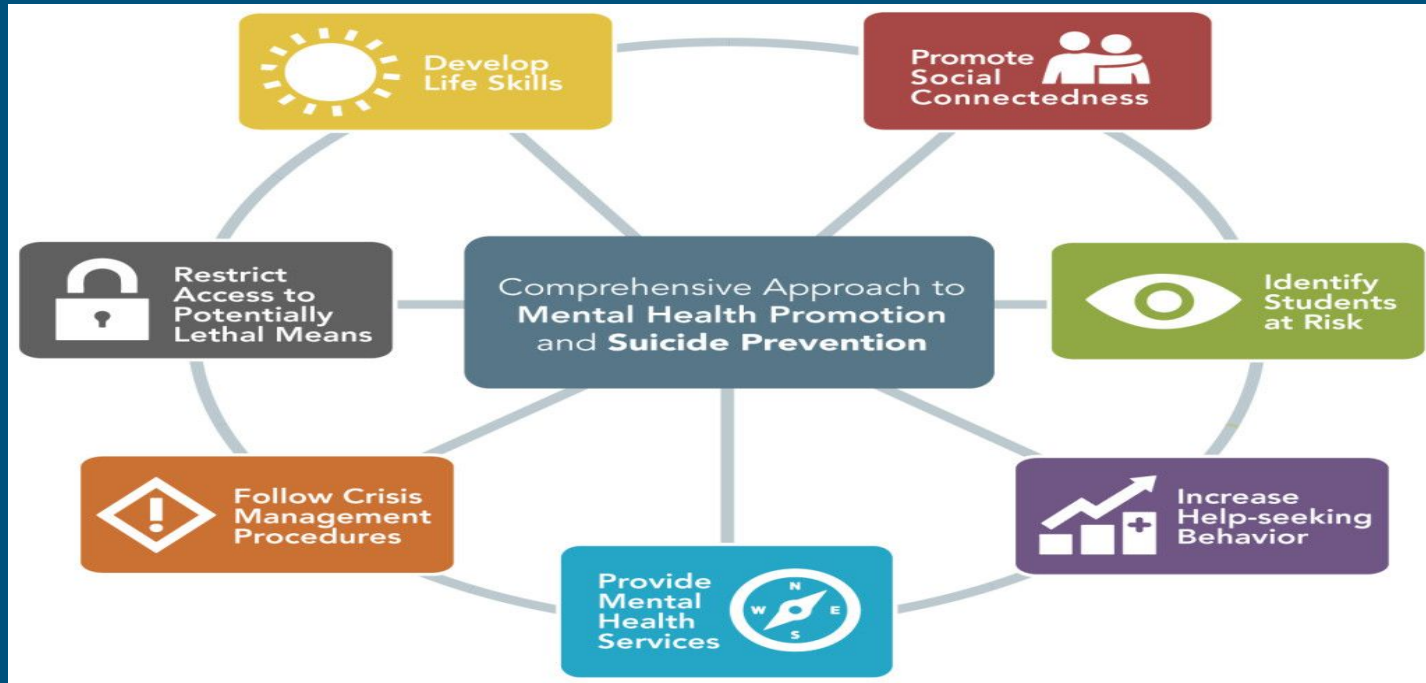 Develop
Life Skills
Promote
Social
Connectedness
Restrict
Access to
Potentially
Lethal Means
Comprehensive Approach to
Mental Health Promotion
and Suicide Prevention
Identify
Students
at Risk
Follow Crisis
Management
Procedures
Increase
Help-seeking
Behavior
Provide
Mental
Health
Services
N
W E
S